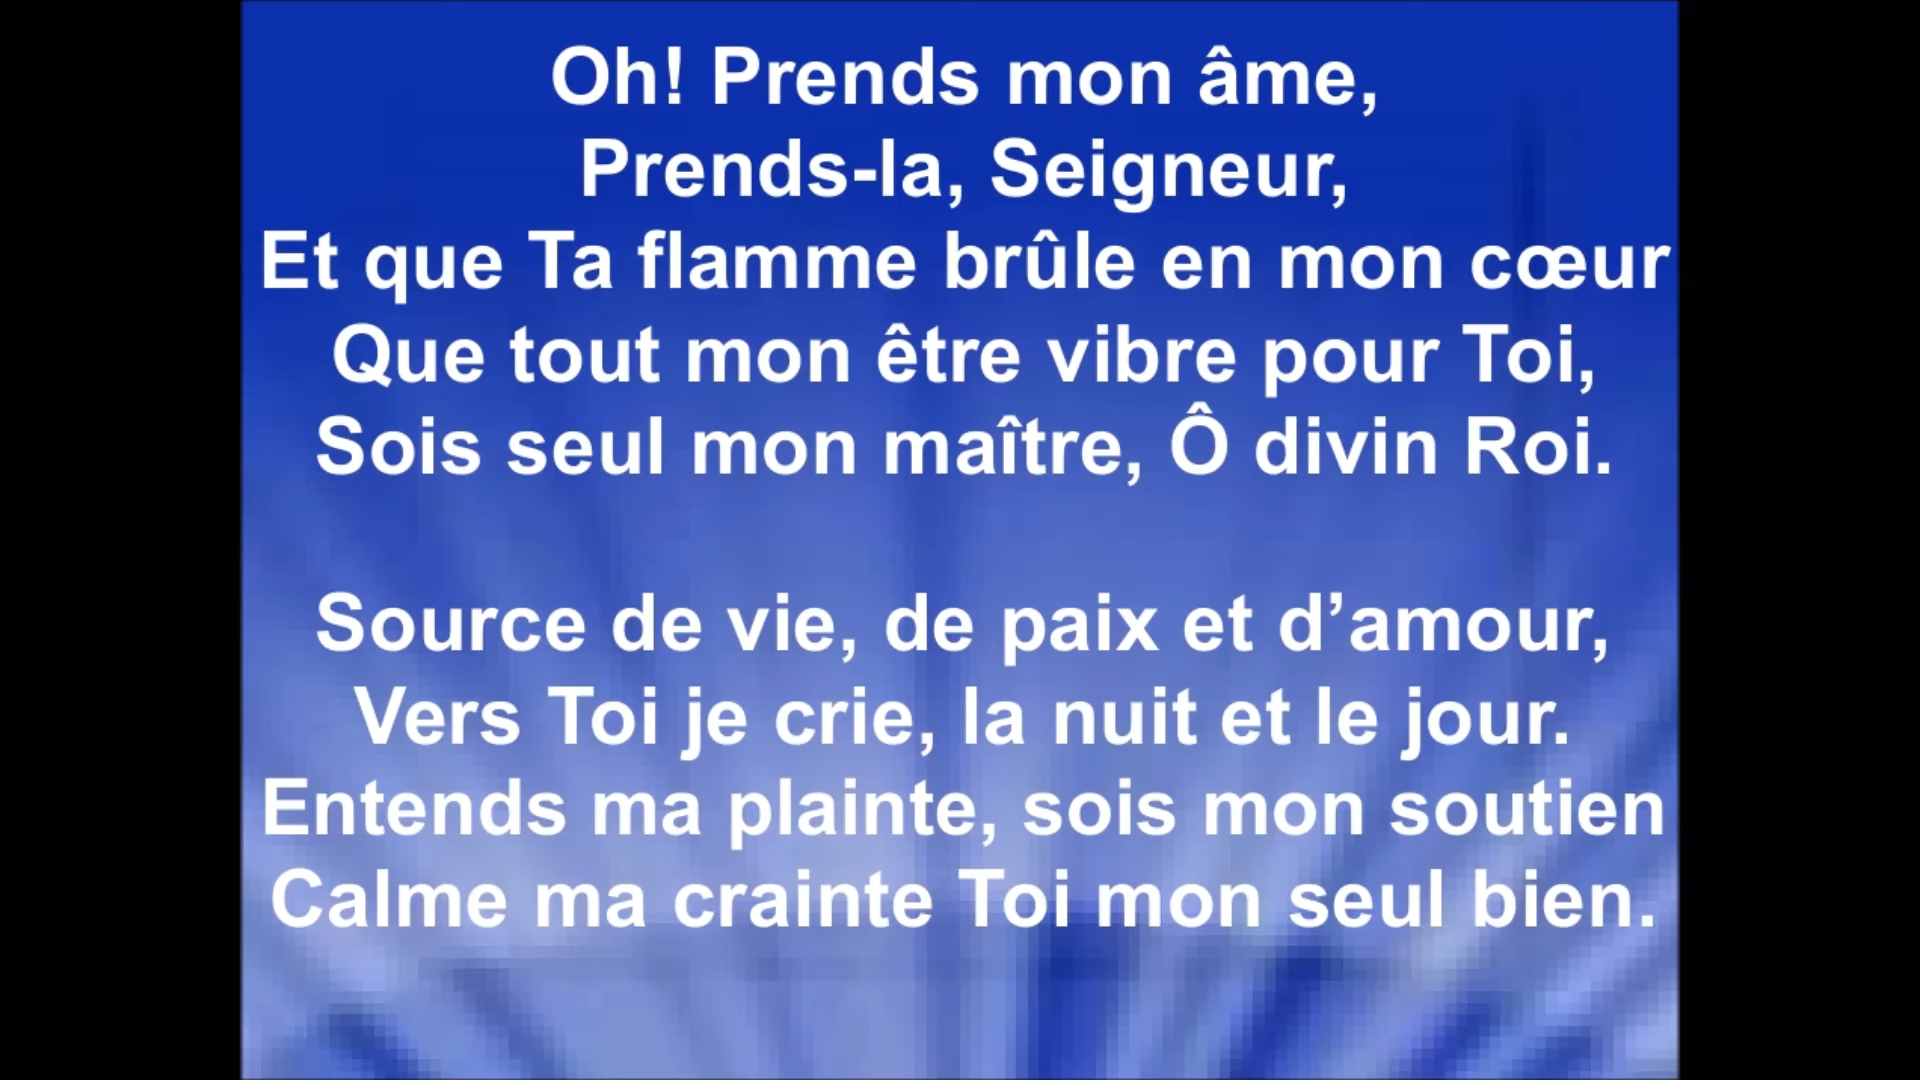 Oh! Prends mon âme,
Prends-la, Seigneur,
Et que Ta flamme brûle en mon cœur
Que tout mon être vibre pour Toi,
Sois seul mon maître, Ô divin Roi.
Source de vie, de paix et d’amour,
Vers Toi je crie, la nuit et le jour.
Entends ma plainte, sois mon soutien
Calme ma crainte Toi mon seul bien.